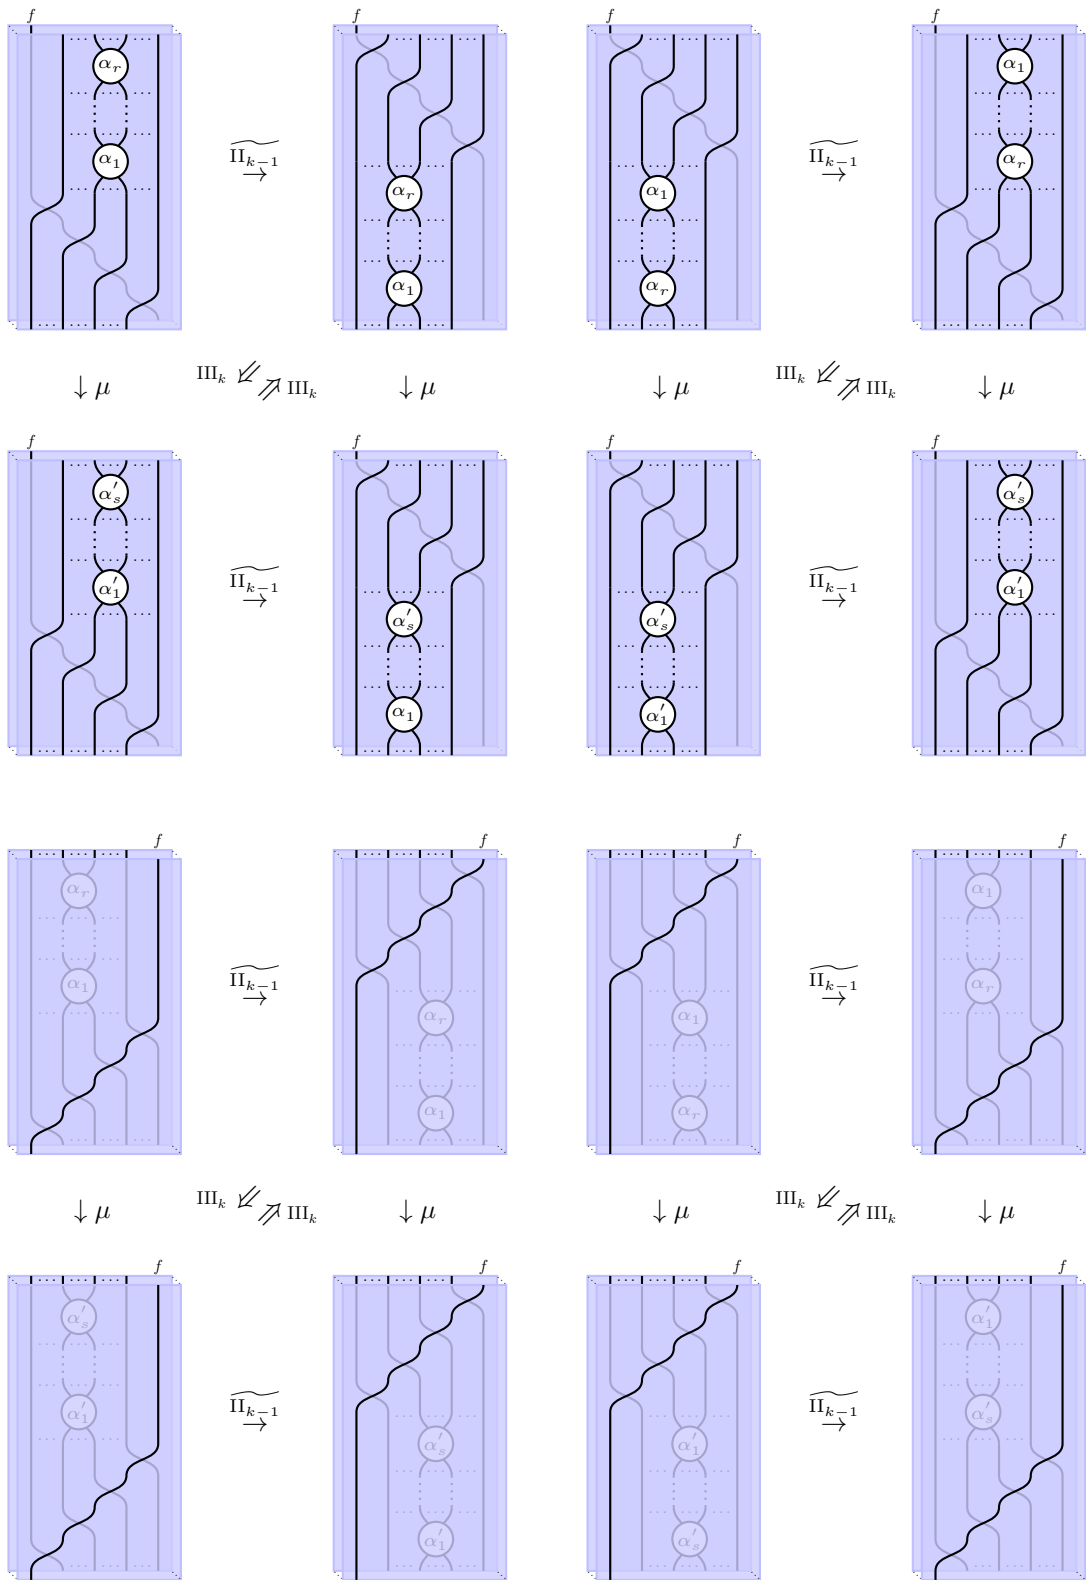 f f f f
α_r α_1
α_1 \widetilde{II_{k-1}} → \widetilde{II_{k-1}} → α_r
α_r α_1
α_1 α_r
↓ μ III_k ⇙ ⇗ III_k ↓ μ ↓ μ III_k ⇙ ⇗ III_k ↓ μ
f f f f
α'_s α'_s
α'_1 \widetilde{II_{k-1}} → \widetilde{II_{k-1}} → α'_1
α'_s α'_s
α_1 α'_1
f f f f
α_r α_1
α_1 \widetilde{II_{k-1}} → \widetilde{II_{k-1}} → α_r
α_r α_1
α_1 α_r
↓ μ III_k ⇙ ⇗ III_k ↓ μ ↓ μ III_k ⇙ ⇗ III_k ↓ μ
f f f f
α'_s α'_1
α'_1 \widetilde{II_{k-1}} → \widetilde{II_{k-1}} → α'_s
α'_s α'_1
α'_1 α'_s